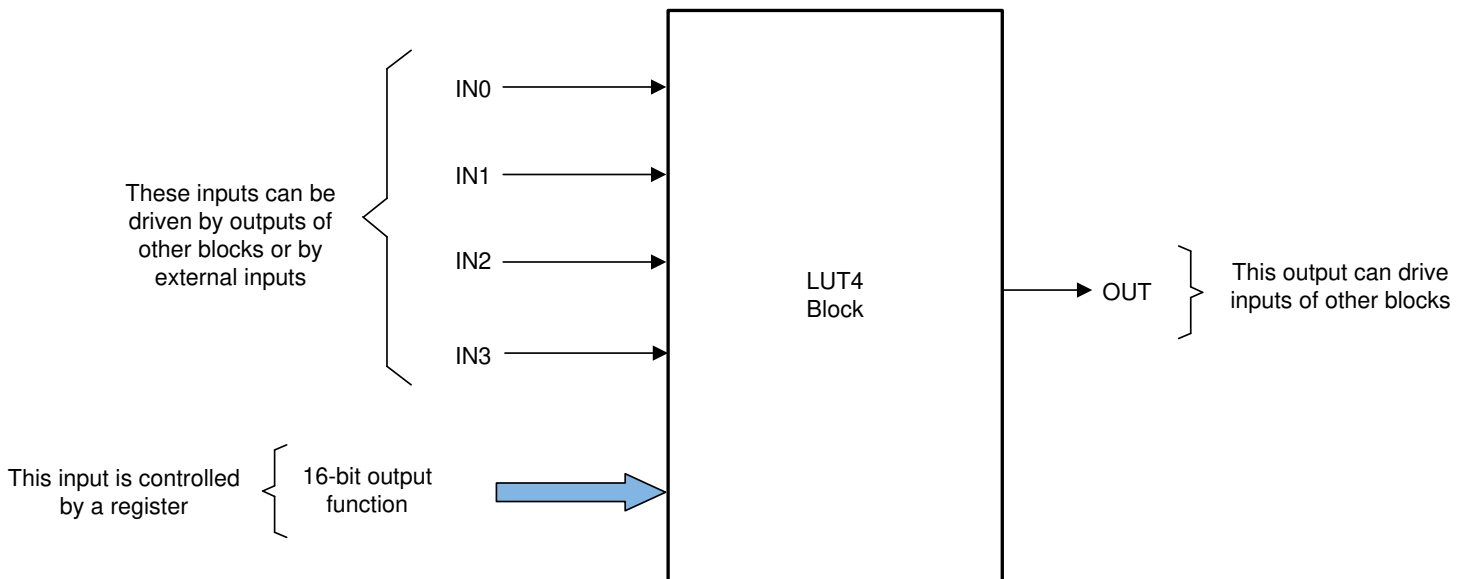 IN0
IN1
These inputs can be
driven by outputs of
other blocks or by
external inputs
IN2
IN3
This input is controlled
by a register
16-bit output
function
LUT4
Block
OUT
This output can drive
inputs of other blocks